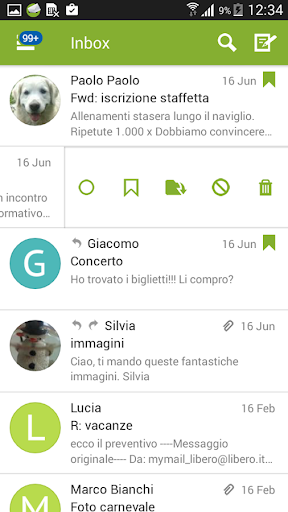 9% 12:34
99+
Inbox
Paolo Paolo 16 Jun
Fwd: iscrizione staffetta
Allenamenti stasera lungo il naviglio.
Ripetute 1.000 x Dobbiamo convincere...
16 Jun
n incontro
ormativo...
G
Giacomo 16 Jun
Concerto
Ho trovato i biglietti!!! Li compro?
Silvia 16 Jun
immagini
Ciao, ti mando queste fantastiche
immagini. Silvia
L
Lucia 16 Feb
R: vacanze
ecco il preventivo ----Messaggio
originale---- Da: mymail_libero@libero.it...
L
Marco Bianchi 16 Feb
Foto carnevale